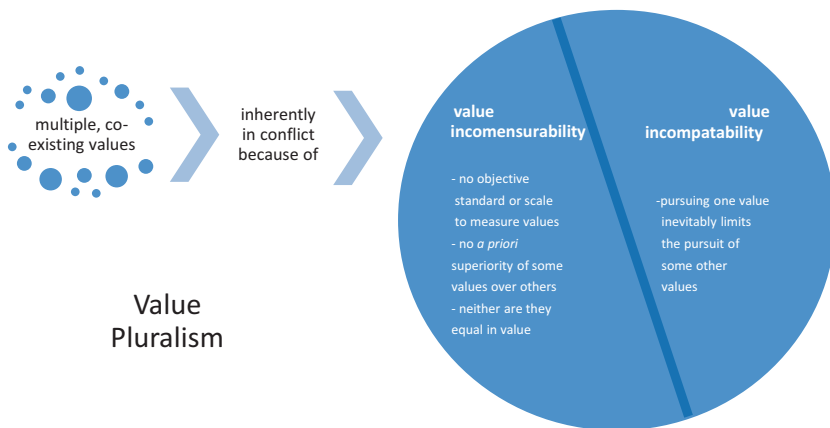 multiple, co-
existing values
inherently
in conflict
because of
value
incomensurability
- no objective
standard or scale
to measure values
- no a priori
superiority of some
values over others
- neither are they
equal in value
value
incompatability
-pursuing one value
inevitably limits
the pursuit of
some other
values
Value
Pluralism